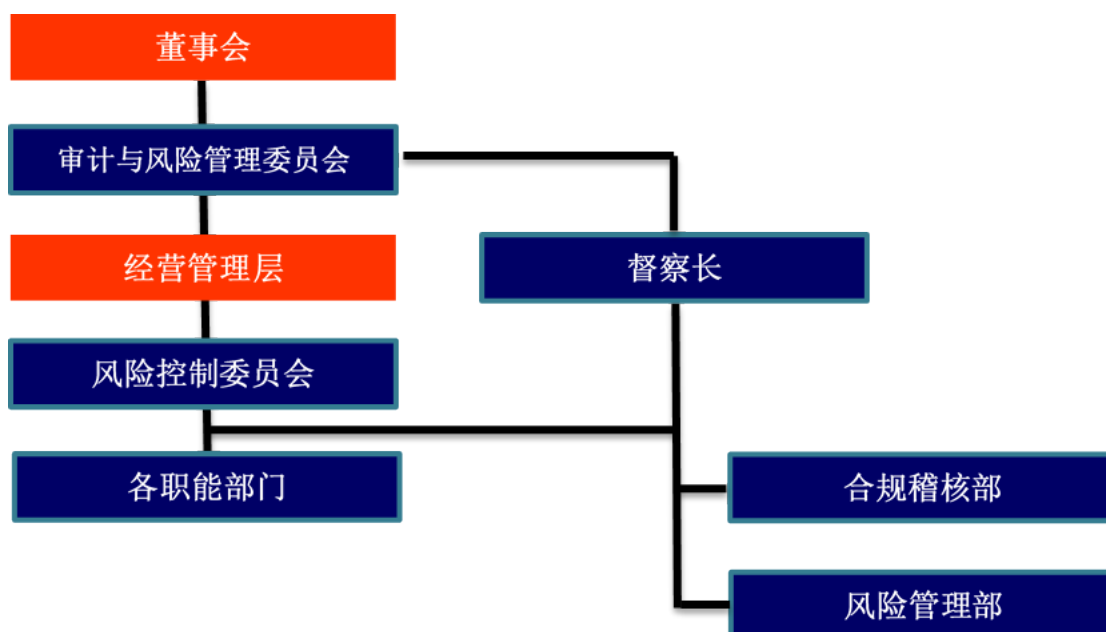 董事会
审计与风险管理委员会
经营管理层
督察长
风险控制委员会
各职能部门
合规稽核部
风险管理部